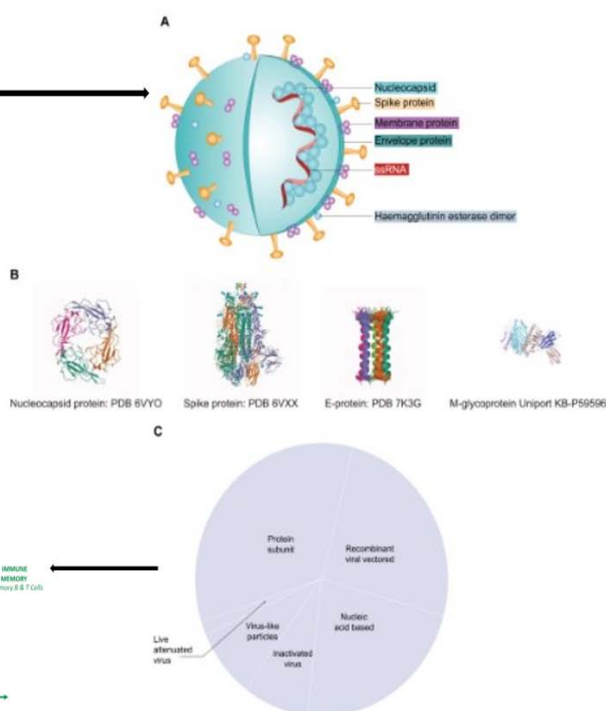 A
Nucleocapsid
Spike protein
Membrane protein
Envelope protein
ssRNA
Haemagglutinin esterase dimer
B
Nucleocapsid protein: PDB 6VYO
Spike protein: PDB 6VXX
E-protein: PDB 7K3G
M-glycoprotein Uniport KB-P59596
C
Protein
subunit
Recombinant
viral vectored
IMMUNE
MEMORY
mory B & T Cells
Nucleic
acid based
Virus-like
particles
Live
attenuated
virus
Inactivated
virus